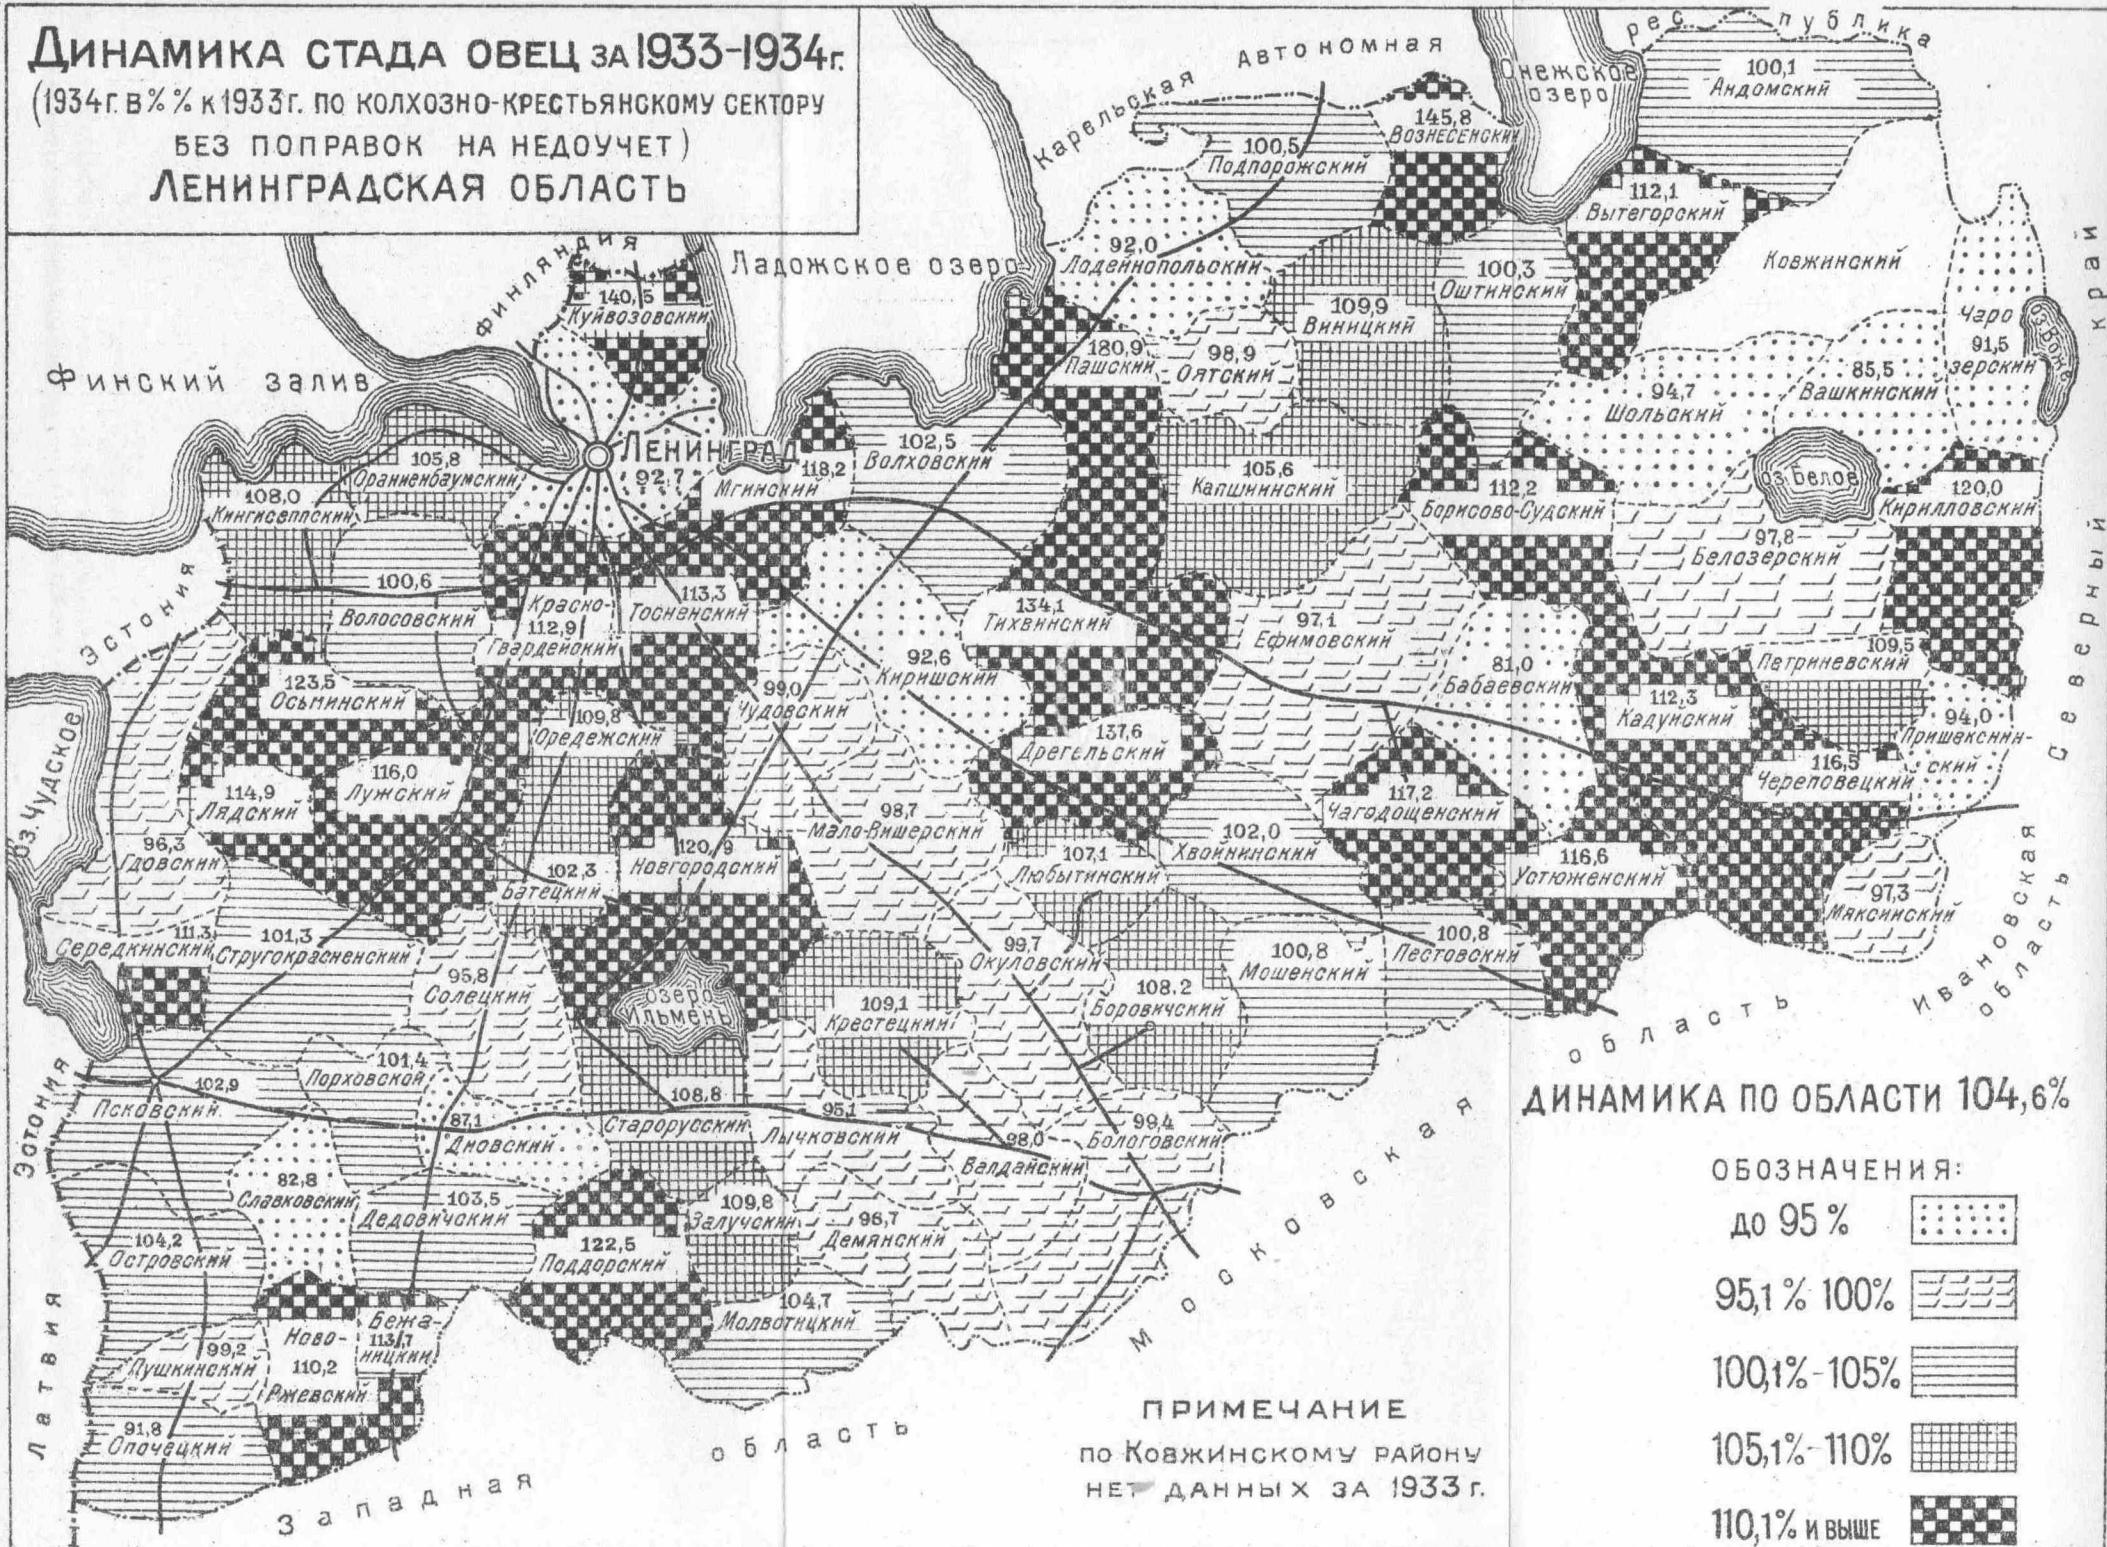 ДИНАМИКА СТАДА ОВЕЦ ЗА 1933-1934г.
(1934г. В % % К 1933г. ПО КОЛХОЗНО-КРЕСТЬЯНСКОМУ СЕКТОРУ
БЕЗ ПОПРАВОК НА НЕДОУЧЕТ)
ЛЕНИНГРАДСКАЯ ОБЛАСТЬ
Карельская Автономная республика
Онежское
озеро
100,1
Андомский
145,8
Вознесенский
100,5
Подпорожский
112,1
Вытегорский
92,0
Лодейнопольский
100,3
Оштинский
Ковжинский
Финляндия
Ладожское озеро
140,5
Куйвозовский
109,9
Виницкий
Чаро
91,5
зерский
оз. Воже
180,9
Пашский
98,9
Оятский
85,5
Вашкинский
94,7
Шольский
Финский залив
ЛЕНИНГРАД
92,7
118,2
Мгинский
102,5
Волховский
105,8
Ораниенбаумский
108,0
Кингисеппский
105,6
Капшинский
112,2
Борисово-Судский
оз. Белое
120,0
Кирилловский
97,8
Белозерский
Эстония
100,6
Волосовский
Красно-
112,9
Гвардейский
113,3
Тосненский
134,1
Тихвинский
97,1
Ефимовский
81,0
Бабаевский
109,5
Петриневский
Северный край
92,6
Киришский
99,0
Чудовский
123,5
Осьминский
109,8
Оредежский
137,6
Дрегельский
112,3
Кадуйский
94,0
Пришекснин-
ский
116,5
Череповецкий
оз. Чудское
114,9
Лядский
116,0
Лужский
98,7
Мало-Вишерский
117,2
Чагодощенский
102,0
Хвойнинский
96,3
Гдовский
102,3
Батецкий
120,9
Новгородский
107,1
Любытинский
116,6
Устюженский
97,3
Мяксинский
111,3
Середкинский
101,3
Стругокрасненский
95,8
Солецкий
99,7
Окуловский
100,8
Мошенский
100,8
Пестовский
озеро
Ильмень
109,1
Крестецкий
108,2
Боровичский
Ивановская
область
101,4
Порховской
102,9
Псковский
87,1
Дновский
108,8
Старорусский
95,1
Лычковский
98,0
Валдайский
99,4
Бологовский
Эстония
82,8
Славковский
103,5
Дедовичский
109,8
Залучский
96,7
Демянский
104,2
Островский
122,5
Поддорский
104,7
Молвотицкий
Московская область
Латвия
99,2
Пушкинский
Ново-
110,2
Ржевский
Бежа-
113,7
ницкий
91,8
Опочецкий
Западная область
ДИНАМИКА ПО ОБЛАСТИ 104,6%
ОБОЗНАЧЕНИЯ:
ДО 95 %
95,1 % 100%
100,1%-105%
105,1%-110%
110,1% И ВЫШЕ
ПРИМЕЧАНИЕ
ПО КОВЖИНСКОМУ РАЙОНУ
НЕТ ДАННЫХ ЗА 1933 г.